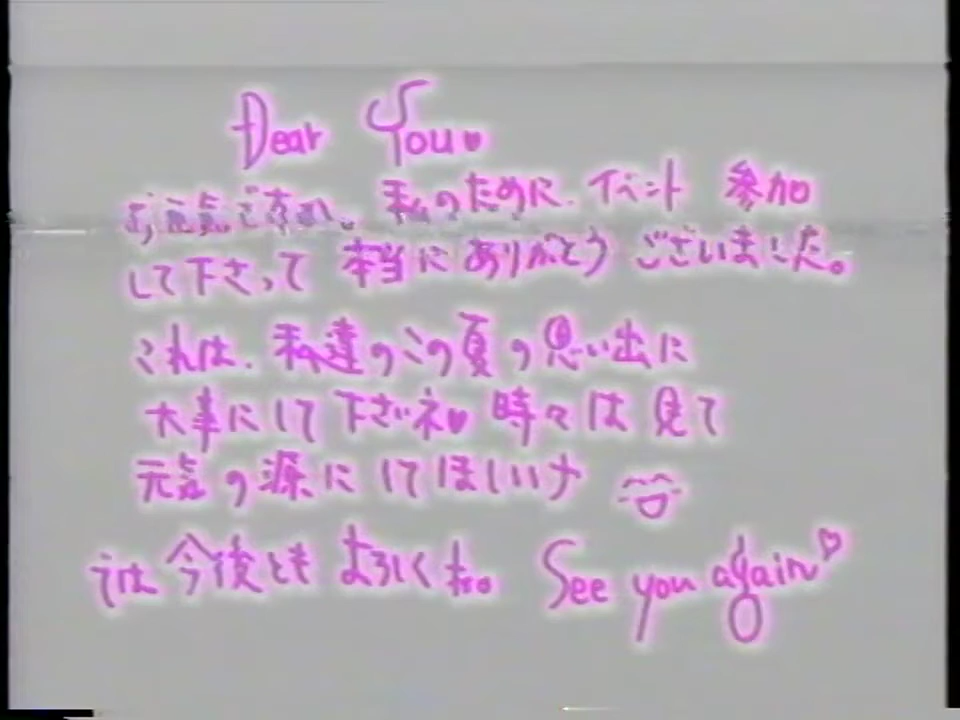 Dear You♥
お元気ですか。私のために、イベント 参加
して下さって 本当に ありがとう ございました。
これは、私達のこの夏の思い出に
大事にして下さいネ♥ 時々は見て
元気の源にしてほしいナ
では 今後とも よろしくね。 See you again♡